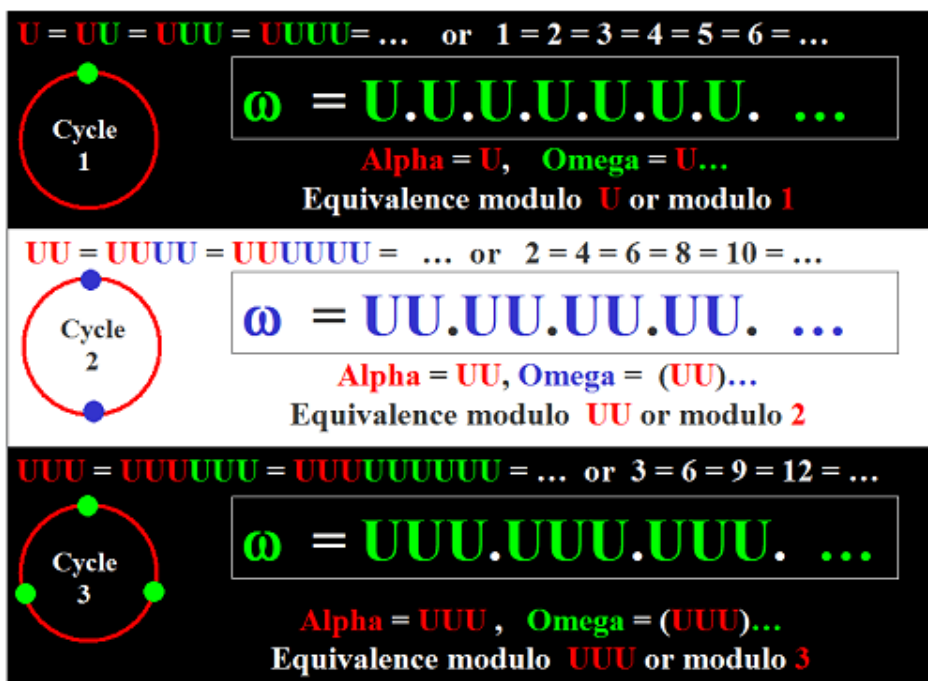 U = UU = UUU = UUUU= … or 1 = 2 = 3 = 4 = 5 = 6 = …
Cycle
1
ω = U.U.U.U.U.U.U. …
Alpha = U, Omega = U…
Equivalence modulo U or modulo 1
UU = UUUU = UUUUUU = … or 2 = 4 = 6 = 8 = 10 = …
Cycle
2
ω = UU.UU.UU.UU. …
Alpha = UU, Omega = (UU)…
Equivalence modulo UU or modulo 2
UUU = UUUUUU = UUUUUUUUU = … or 3 = 6 = 9 = 12 = …
Cycle
3
ω = UUU.UUU.UUU. …
Alpha = UUU , Omega = (UUU)…
Equivalence modulo UUU or modulo 3